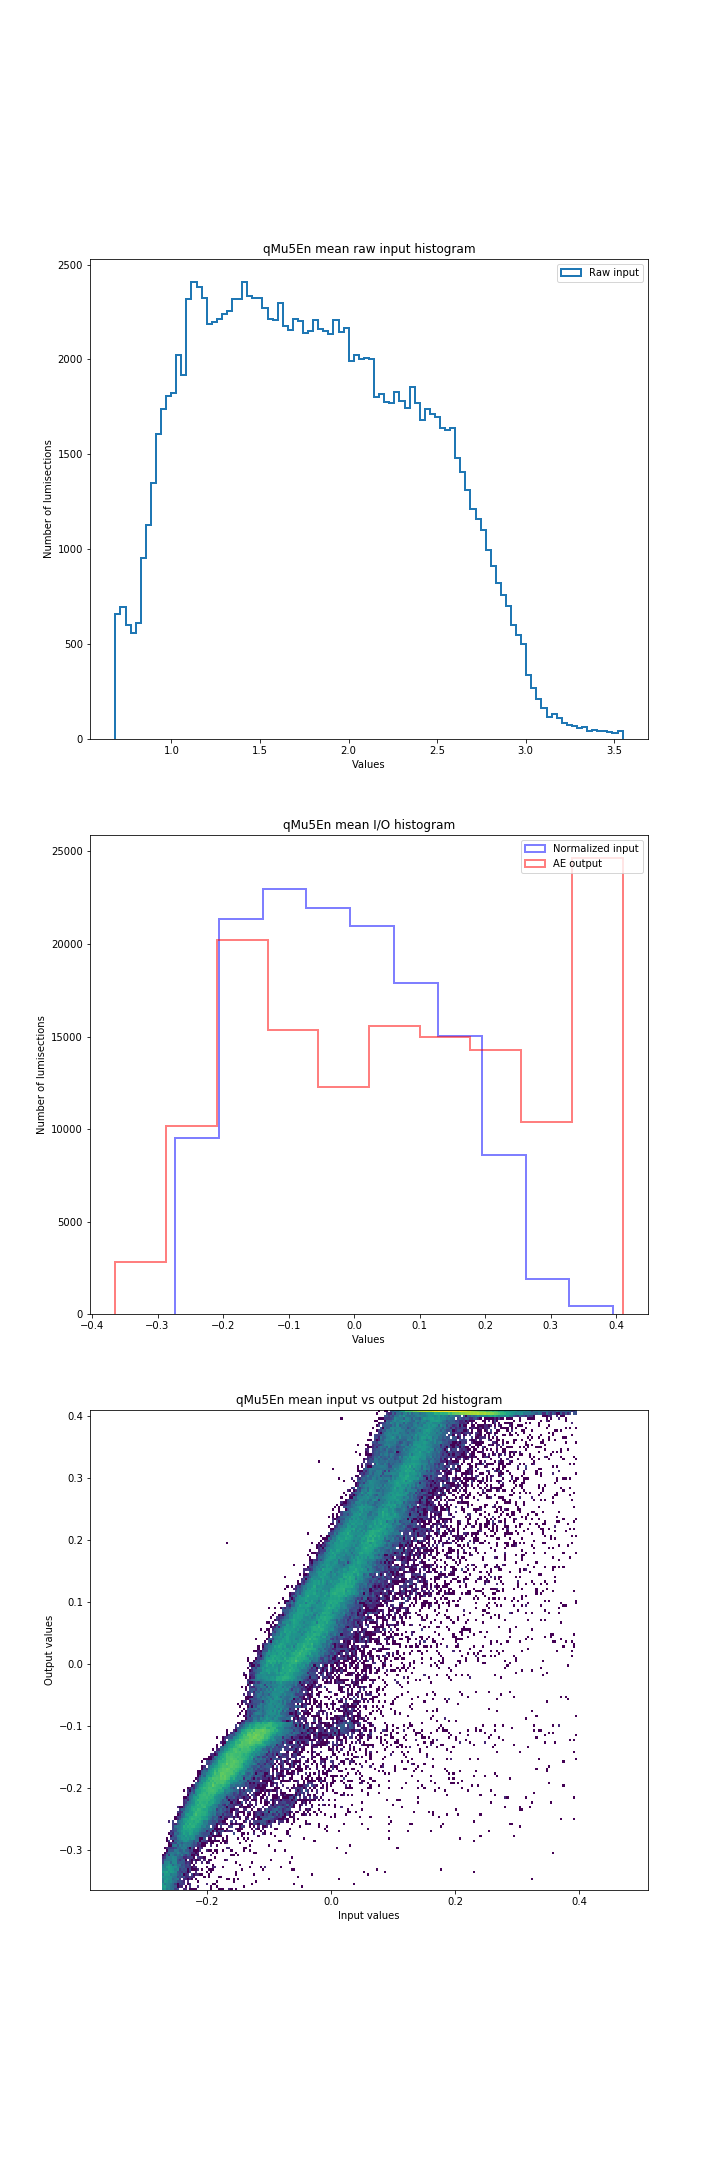 qMu5En mean raw input histogram
2500
2000
1500
1000
500
0
Number of lumisections
Raw input
1.0 1.5 2.0 2.5 3.0 3.5
Values
qMu5En mean I/O histogram
25000
20000
15000
10000
5000
0
Number of lumisections
Normalized input
AE output
−0.4 −0.3 −0.2 −0.1 0.0 0.1 0.2 0.3 0.4
Values
qMu5En mean input vs output 2d histogram
0.4
0.3
0.2
0.1
0.0
−0.1
−0.2
−0.3
Output values
−0.2 0.0 0.2 0.4
Input values